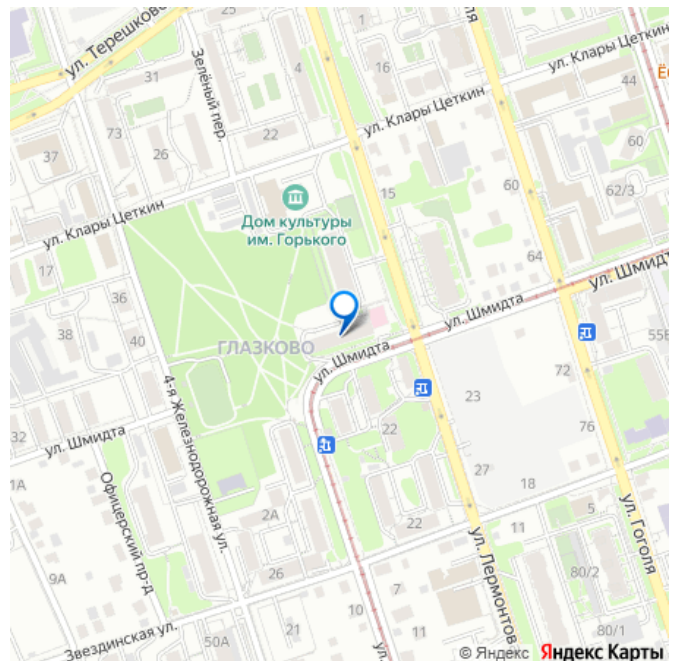 ул. Терешков
Зелёный пер.
31
4
1
16
ул. Клары Цеткин
44
Ё
73
26
22
ул. Клары Цеткин
60
37
62/3
15
60
Дом культуры
им. Горького
ул. Клары Цеткин
64
17
36
ул. Шмидт
38
40
ГЛАЗКОВО
ул. Шмидта
ул. Шмидта
55Б
72
4-я Железнодорожная ул.
23
32
ул. Шмидта
22
76
1А
27
18
Офицерский пр-д
2А
22
11
5
ул. Гоголя
ул. Лермонтов
26
9А
7
80/2
10
Звездинская ул.
50А
21
11
80/1
ул.
© Яндекс Яндекс Карты